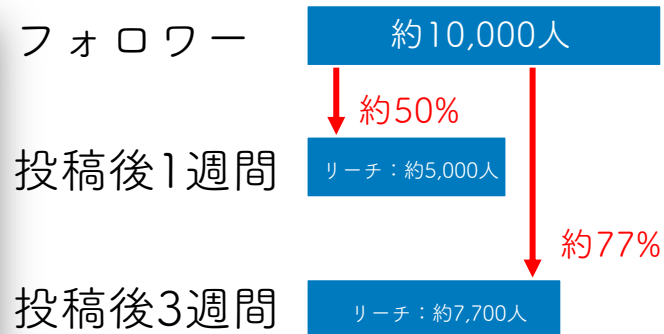 フォロワー
約10,000人
約50%
投稿後1週間
リーチ：約5,000人
約77%
投稿後3週間
リーチ：約7,700人